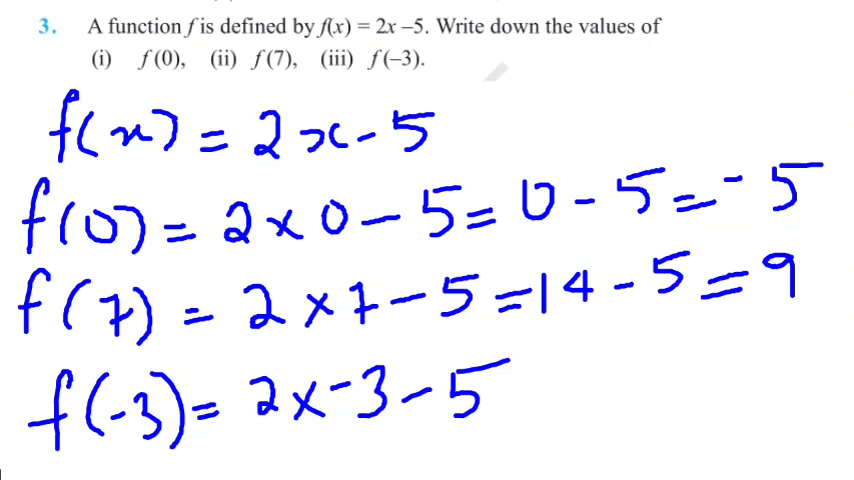 3. A function f is defined by f(x) = 2x –5. Write down the values of
(i) f (0), (ii) f (7), (iii) f (–3).
f(x) = 2x - 5
f(0) = 2 x 0 - 5 = 0 - 5 = - 5
f(7) = 2 x 7 - 5 = 14 - 5 = 9
f(-3) = 2 x -3 - 5